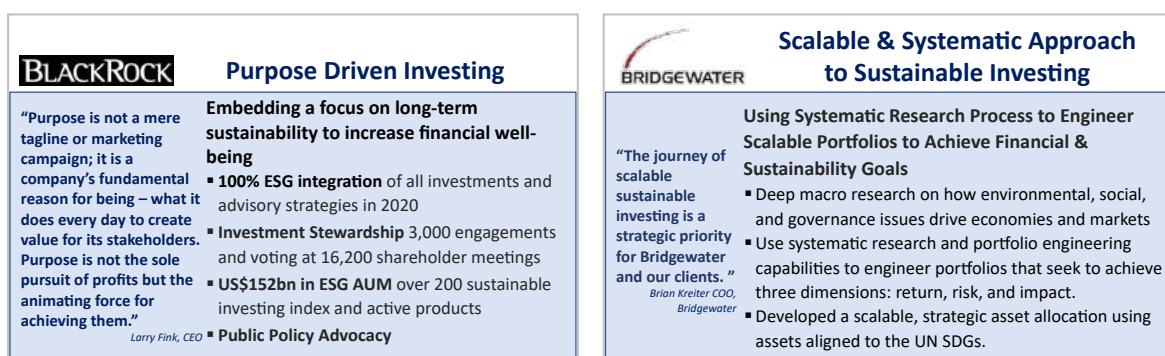 BLACKROCK
Purpose Driven Investing
“Purpose is not a mere
tagline or marketing
campaign; it is a
company’s fundamental
reason for being – what it
does every day to create
value for its stakeholders.
Purpose is not the sole
pursuit of profits but the
animating force for
achieving them.”
Larry Fink, CEO
Embedding a focus on long-term
sustainability to increase financial well-
being
▪ 100% ESG integration of all investments and
advisory strategies in 2020
▪ Investment Stewardship 3,000 engagements
and voting at 16,200 shareholder meetings
▪ US$152bn in ESG AUM over 200 sustainable
investing index and active products
▪ Public Policy Advocacy
BRIDGEWATER
Scalable & Systematic Approach
to Sustainable Investing
“The journey of
scalable
sustainable
investing is a
strategic priority
for Bridgewater
and our clients. ”
Brian Kreiter COO,
Bridgewater
Using Systematic Research Process to Engineer
Scalable Portfolios to Achieve Financial &
Sustainability Goals
▪ Deep macro research on how environmental, social,
and governance issues drive economies and markets
▪ Use systematic research and portfolio engineering
capabilities to engineer portfolios that seek to achieve
three dimensions: return, risk, and impact.
▪ Developed a scalable, strategic asset allocation using
assets aligned to the UN SDGs.